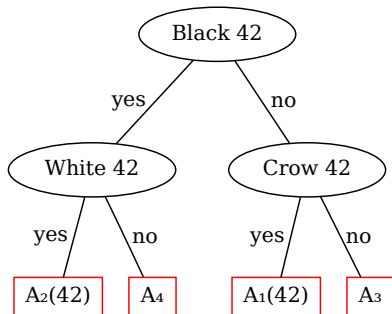 Black 42
yes no
White 42 Crow 42
yes no yes no
A₂(42) A₄ A₁(42) A₃